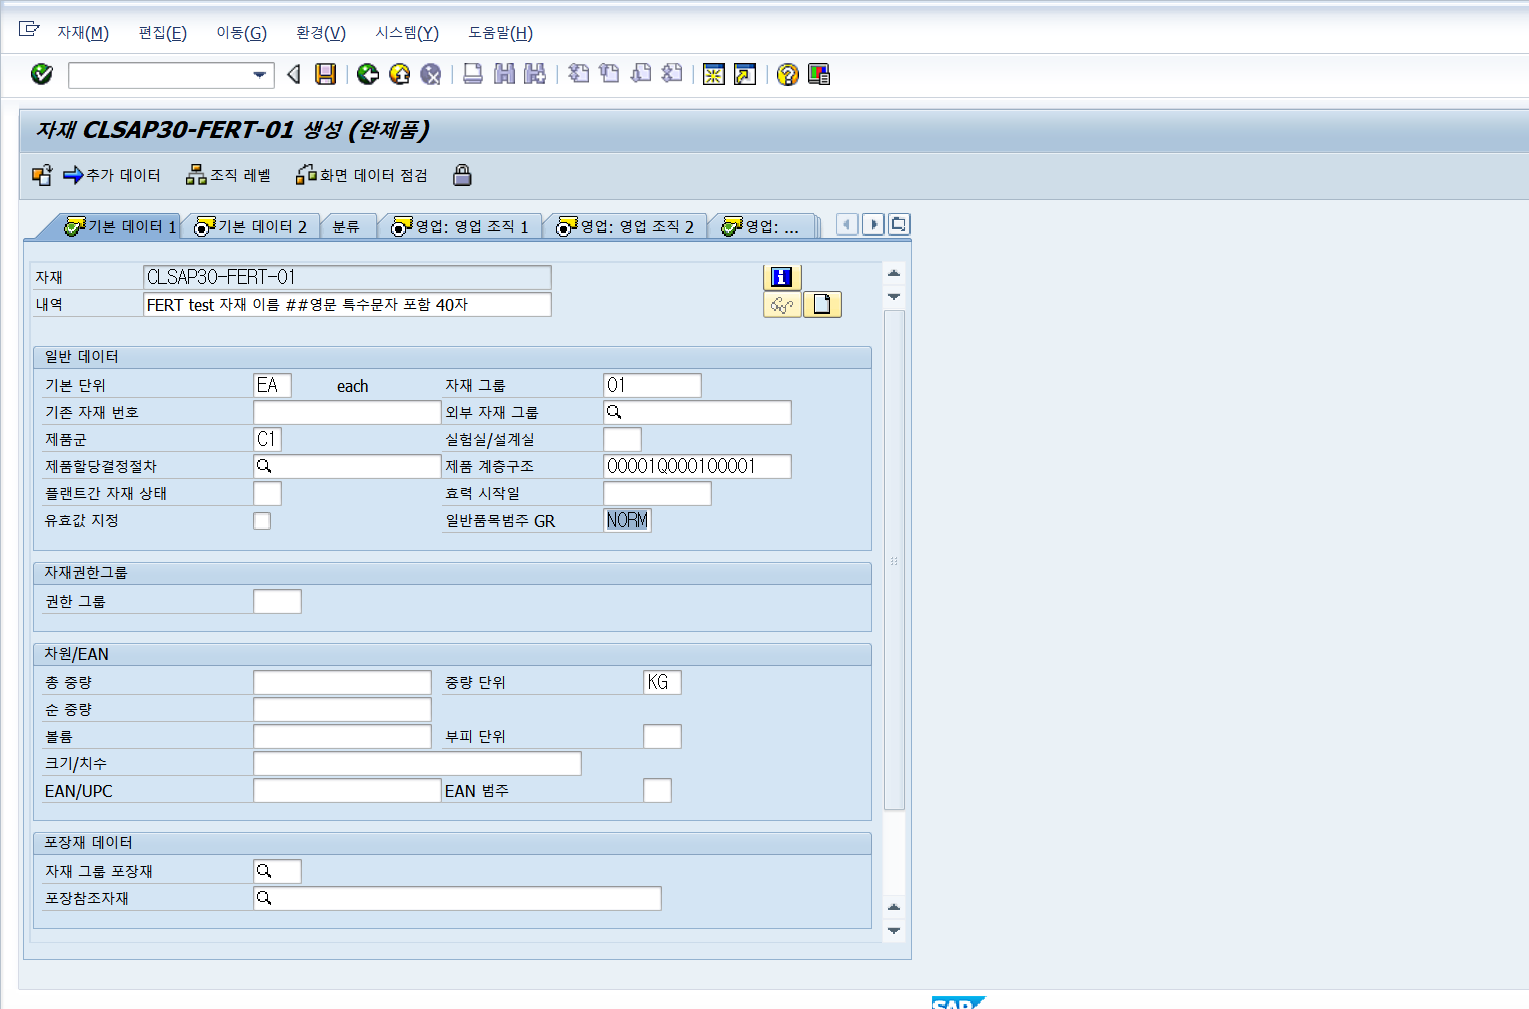 자재(M) 편집(E) 이동(G) 환경(V) 시스템(Y) 도움말(H)
자재 CLSAP30-FERT-01 생성 (완제품)
추가 데이터 조직 레벨 화면 데이터 점검
기본 데이터 1 기본 데이터 2 분류 영업: 영업 조직 1 영업: 영업 조직 2 영업: ...
자재 CLSAP30-FERT-01
내역 FERT test 자재 이름 ##영문 특수문자 포함 40자
일반 데이터
기본 단위 EA each 자재 그룹 01
기존 자재 번호 외부 자재 그룹
제품군 C1 실험실/설계실
제품할당결정절차 제품 계층구조 00001Q000100001
플랜트간 자재 상태 효력 시작일
유효값 지정 일반품목범주 GR NORM
자재권한그룹
권한 그룹
차원/EAN
총 중량 중량 단위 KG
순 중량
볼륨 부피 단위
크기/치수
EAN/UPC EAN 범주
포장재 데이터
자재 그룹 포장재
포장참조자재
SAP